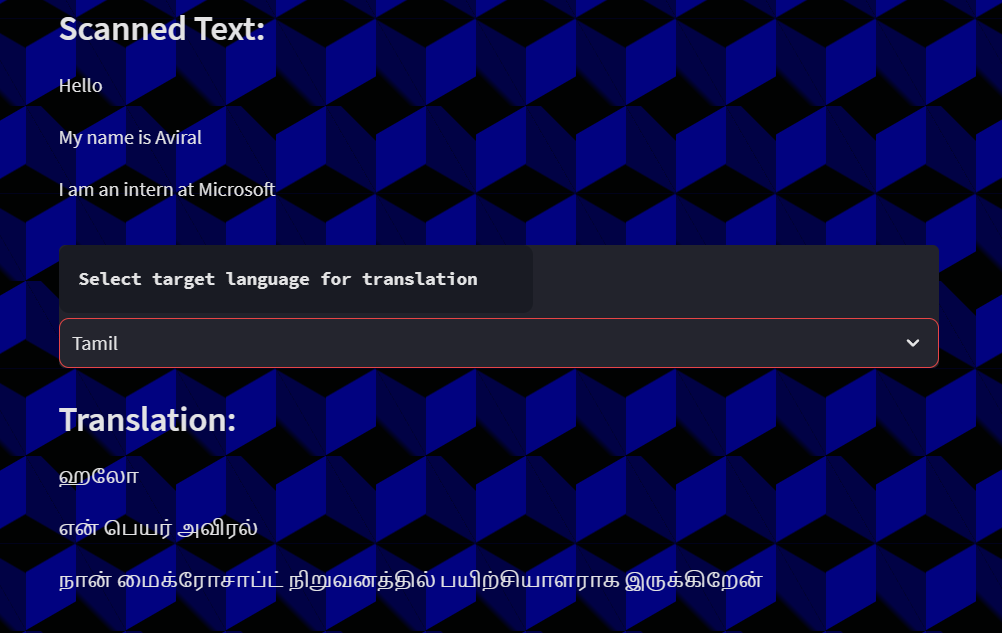 Scanned Text:
Hello
My name is Aviral
I am an intern at Microsoft
Select target language for translation
Tamil
Translation:
ஹலோ
என் பெயர் அவிரல்
நான் மைக்ரோசாப்ட் நிறுவனத்தில் பயிற்சியாளராக இருக்கிறேன்